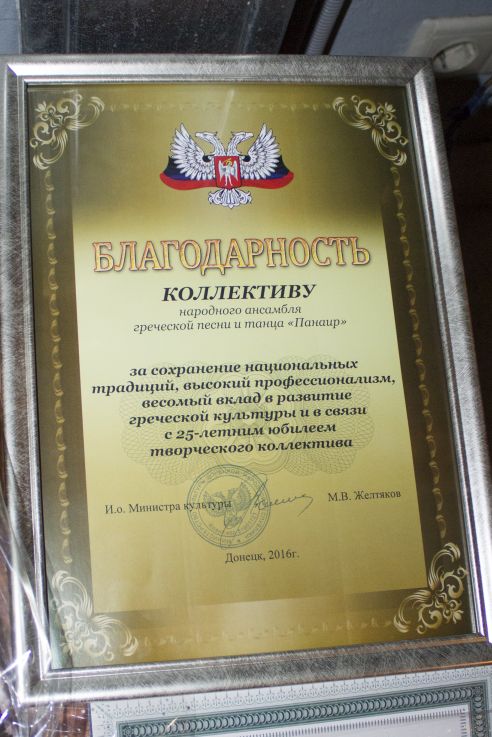 БЛАГОДАРНОСТЬ
КОЛЛЕКТИВУ
народного ансамбля
греческой песни и танца «Панаир»
за сохранение национальных
традиций, высокий профессионализм,
весомый вклад в развитие
греческой культуры и в связи
с 25-летним юбилеем
творческого коллектива
И.о. Министра культуры М.В. Желтяков
Донецк, 2016г.